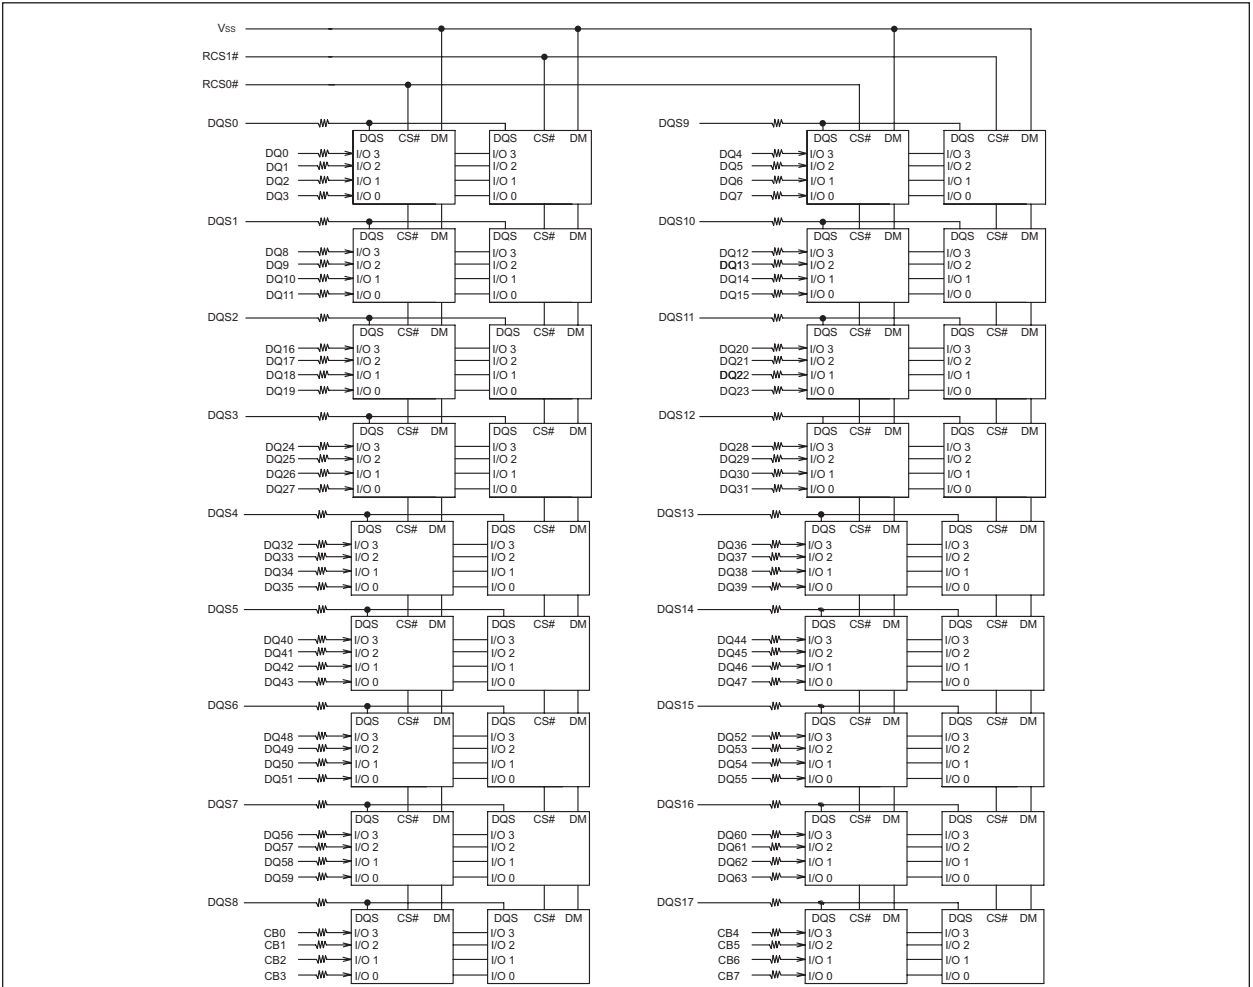 Vss
RCS1#
RCS0#
DQS0
DQS CS# DM DQS CS# DM
DQ0 I/O 3 I/O 3
DQ1 I/O 2 I/O 2
DQ2 I/O 1 I/O 1
DQ3 I/O 0 I/O 0
DQS1
DQS CS# DM DQS CS# DM
DQ8 I/O 3 I/O 3
DQ9 I/O 2 I/O 2
DQ10 I/O 1 I/O 1
DQ11 I/O 0 I/O 0
DQS2
DQS CS# DM DQS CS# DM
DQ16 I/O 3 I/O 3
DQ17 I/O 2 I/O 2
DQ18 I/O 1 I/O 1
DQ19 I/O 0 I/O 0
DQS3
DQS CS# DM DQS CS# DM
DQ24 I/O 3 I/O 3
DQ25 I/O 2 I/O 2
DQ26 I/O 1 I/O 1
DQ27 I/O 0 I/O 0
DQS4
DQS CS# DM DQS CS# DM
DQ32 I/O 3 I/O 3
DQ33 I/O 2 I/O 2
DQ34 I/O 1 I/O 1
DQ35 I/O 0 I/O 0
DQS5
DQS CS# DM DQS CS# DM
DQ40 I/O 3 I/O 3
DQ41 I/O 2 I/O 2
DQ42 I/O 1 I/O 1
DQ43 I/O 0 I/O 0
DQS6
DQS CS# DM DQS CS# DM
DQ48 I/O 3 I/O 3
DQ49 I/O 2 I/O 2
DQ50 I/O 1 I/O 1
DQ51 I/O 0 I/O 0
DQS7
DQS CS# DM DQS CS# DM
DQ56 I/O 3 I/O 3
DQ57 I/O 2 I/O 2
DQ58 I/O 1 I/O 1
DQ59 I/O 0 I/O 0
DQS8
DQS CS# DM DQS CS# DM
CB0 I/O 3 I/O 3
CB1 I/O 2 I/O 2
CB2 I/O 1 I/O 1
CB3 I/O 0 I/O 0
DQS9
DQS CS# DM DQS CS# DM
DQ4 I/O 3 I/O 3
DQ5 I/O 2 I/O 2
DQ6 I/O 1 I/O 1
DQ7 I/O 0 I/O 0
DQS10
DQS CS# DM DQS CS# DM
DQ12 I/O 3 I/O 3
DQ13 I/O 2 I/O 2
DQ14 I/O 1 I/O 1
DQ15 I/O 0 I/O 0
DQS11
DQS CS# DM DQS CS# DM
DQ20 I/O 3 I/O 3
DQ21 I/O 2 I/O 2
DQ22 I/O 1 I/O 1
DQ23 I/O 0 I/O 0
DQS12
DQS CS# DM DQS CS# DM
DQ28 I/O 3 I/O 3
DQ29 I/O 2 I/O 2
DQ30 I/O 1 I/O 1
DQ31 I/O 0 I/O 0
DQS13
DQS CS# DM DQS CS# DM
DQ36 I/O 3 I/O 3
DQ37 I/O 2 I/O 2
DQ38 I/O 1 I/O 1
DQ39 I/O 0 I/O 0
DQS14
DQS CS# DM DQS CS# DM
DQ44 I/O 3 I/O 3
DQ45 I/O 2 I/O 2
DQ46 I/O 1 I/O 1
DQ47 I/O 0 I/O 0
DQS15
DQS CS# DM DQS CS# DM
DQ52 I/O 3 I/O 3
DQ53 I/O 2 I/O 2
DQ54 I/O 1 I/O 1
DQ55 I/O 0 I/O 0
DQS16
DQS CS# DM DQS CS# DM
DQ60 I/O 3 I/O 3
DQ61 I/O 2 I/O 2
DQ62 I/O 1 I/O 1
DQ63 I/O 0 I/O 0
DQS17
DQS CS# DM DQS CS# DM
CB4 I/O 3 I/O 3
CB5 I/O 2 I/O 2
CB6 I/O 1 I/O 1
CB7 I/O 0 I/O 0